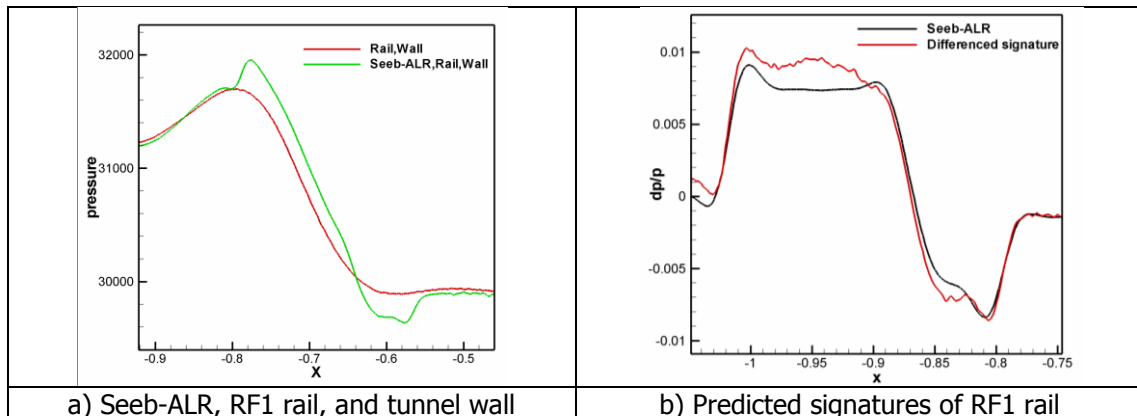 32000
Rail,Wall
Seeb-ALR,Rail,Wall
31000
pressure
30000
-0.9 -0.8 -0.7 -0.6 -0.5
X
Seeb-ALR
Differenced signature
0.01
0.005
dp/p
0
-0.005
-0.01
-1 -0.95 -0.9 -0.85 -0.8 -0.75
x
a) Seeb-ALR, RF1 rail, and tunnel wall
b) Predicted signatures of RF1 rail